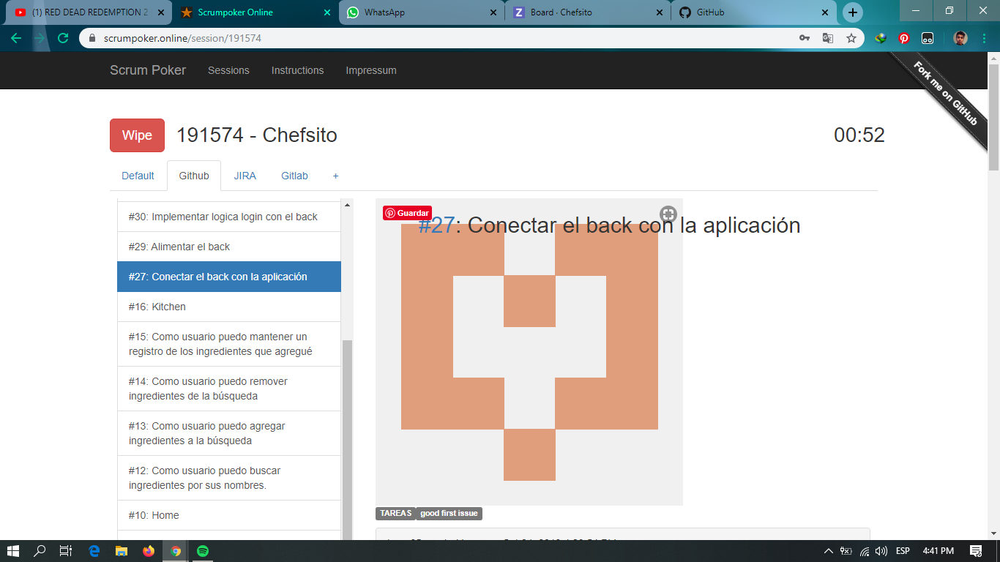 (1) RED DEAD REDEMPTION 2
Scrumpoker Online
WhatsApp
Board · Chefsito
GitHub
scrumpoker.online/session/191574
Scrum Poker
Sessions
Instructions
Impressum
Fork me on GitHub
Wipe
191574 - Chefsito
00:52
Default
Github
JIRA
Gitlab
+
#30: Implementar logica login con el back
#29: Alimentar el back
#27: Conectar el back con la aplicación
#16: Kitchen
#15: Como usuario puedo mantener un
registro de los ingredientes que agregué
#14: Como usuario puedo remover
ingredientes de la búsqueda
#13: Como usuario puedo agregar
ingredientes a la búsqueda
#12: Como usuario puedo buscar
ingredientes por sus nombres.
#10: Home
Guardar
#27: Conectar el back con la aplicación
TAREAS
good first issue
ESP
4:41 PM